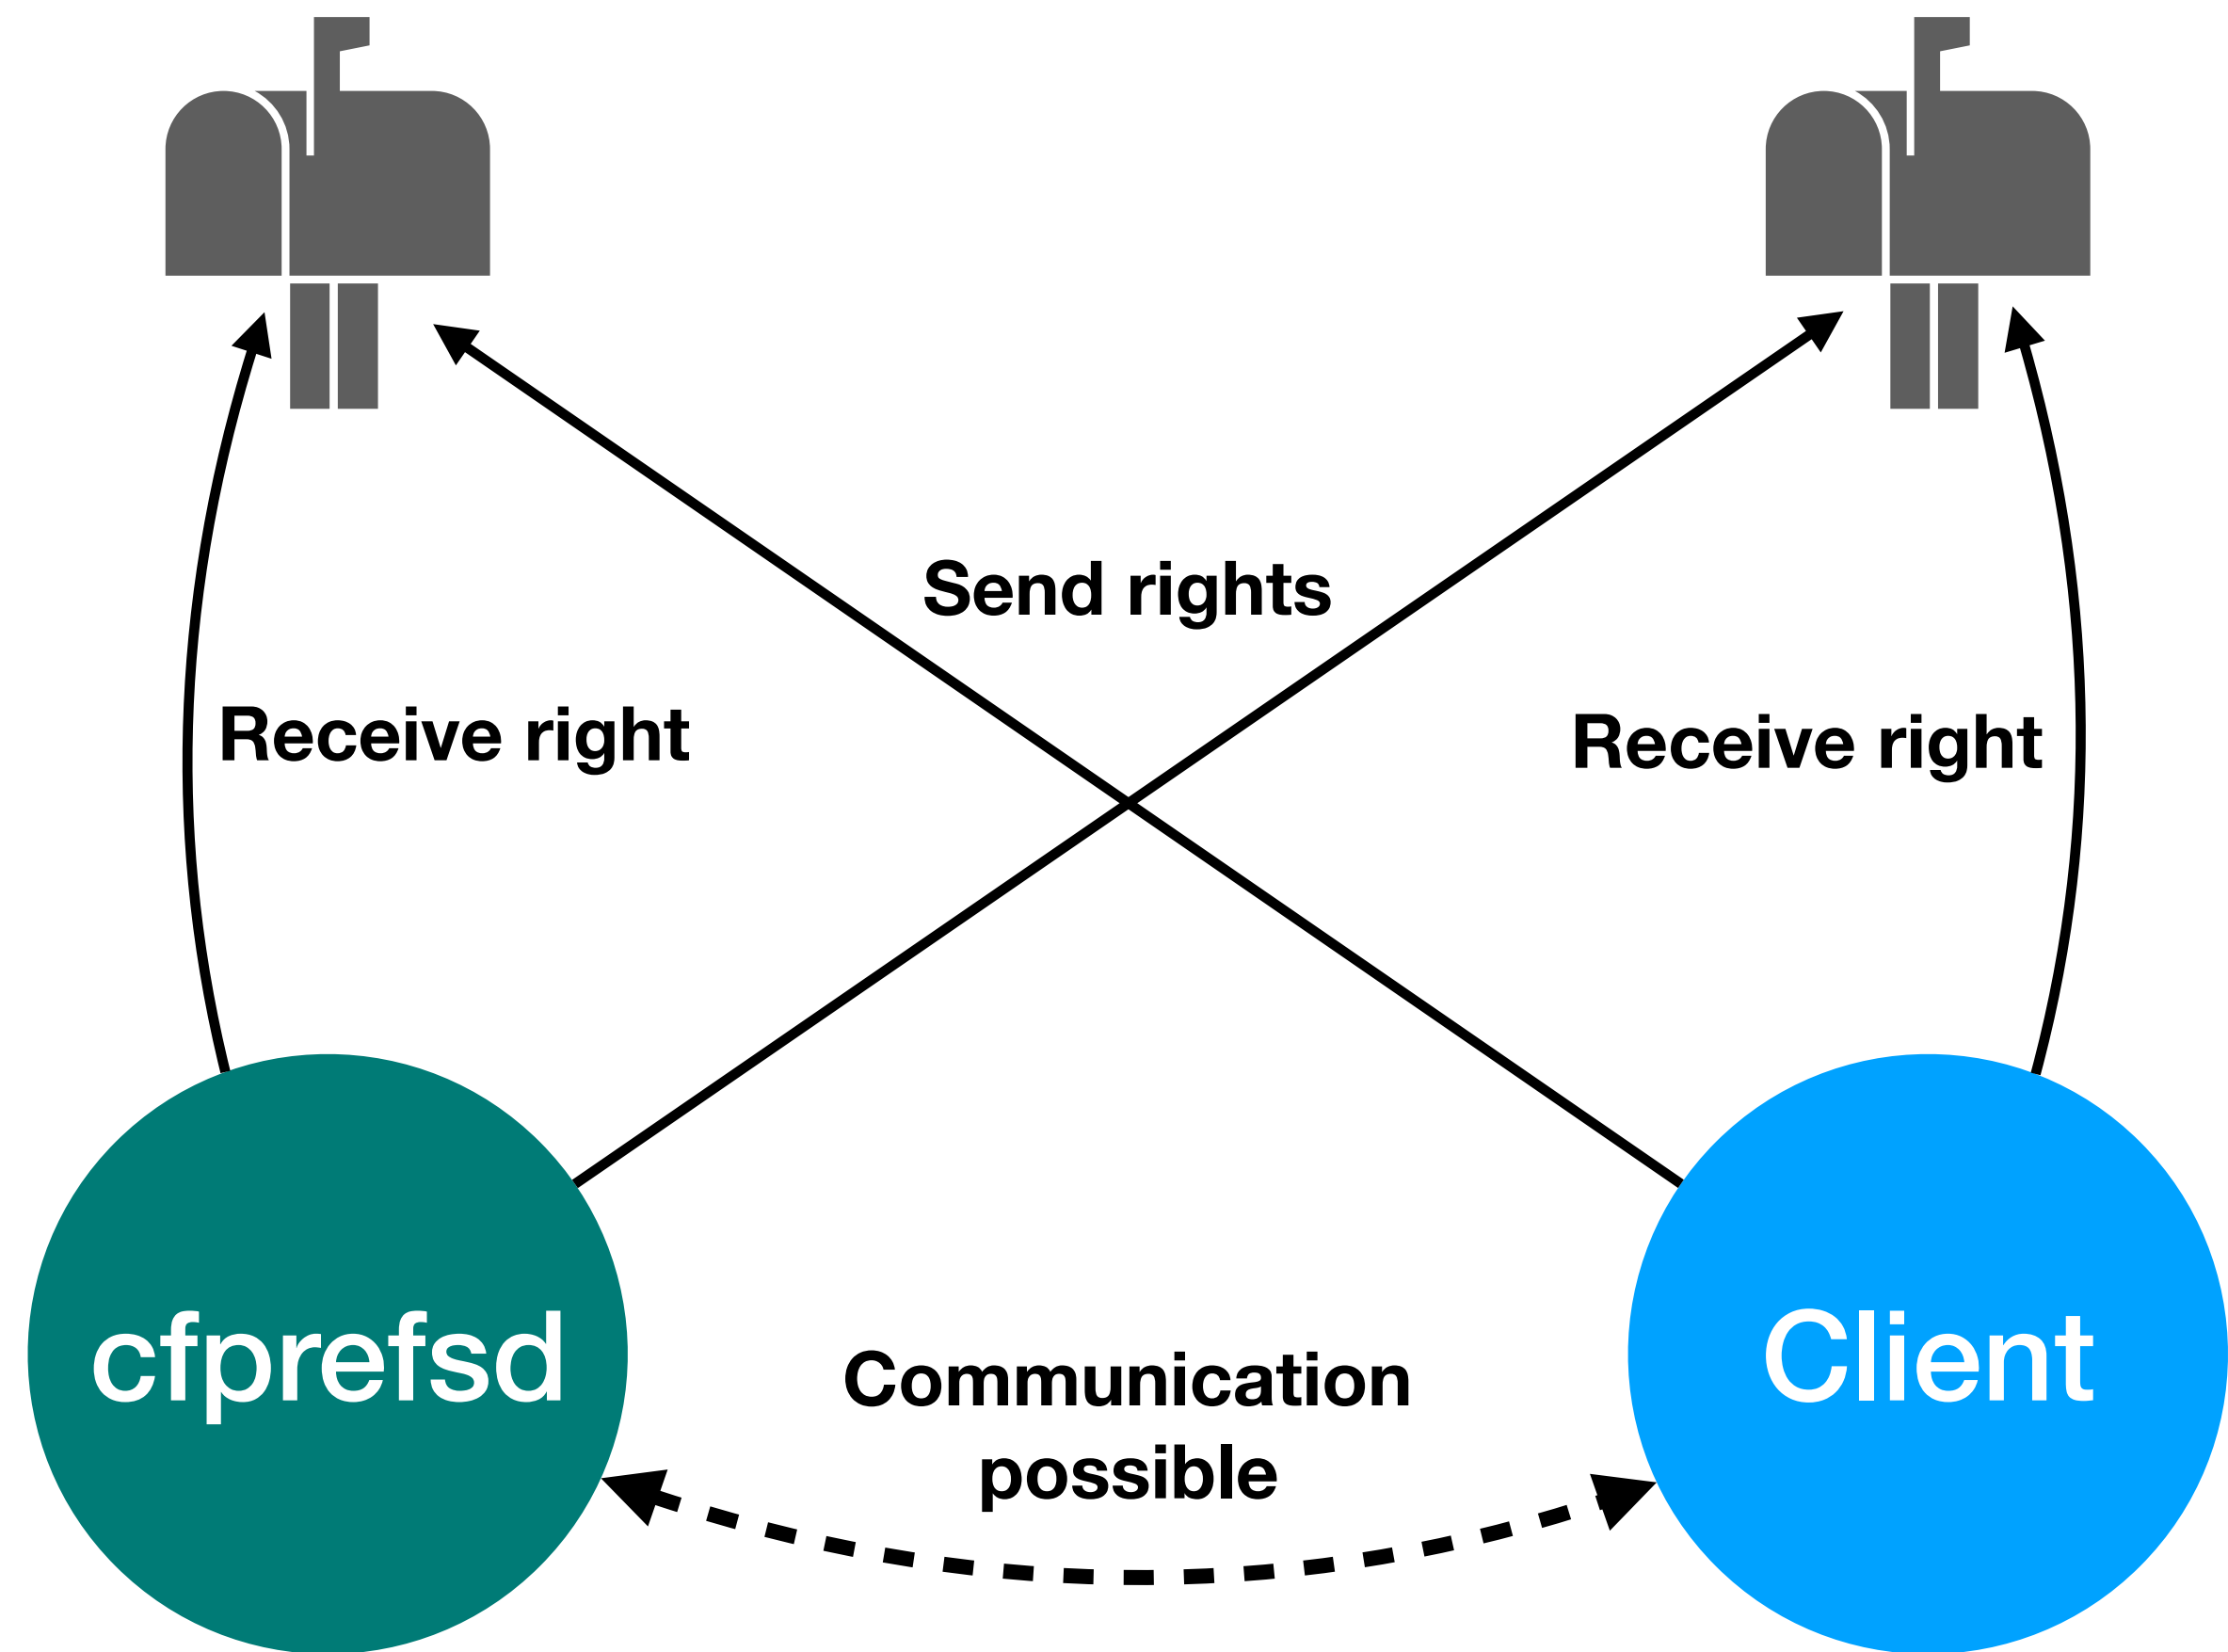 Send rights
Receive right
Receive right
cfprefsd
Client
Communication
possible